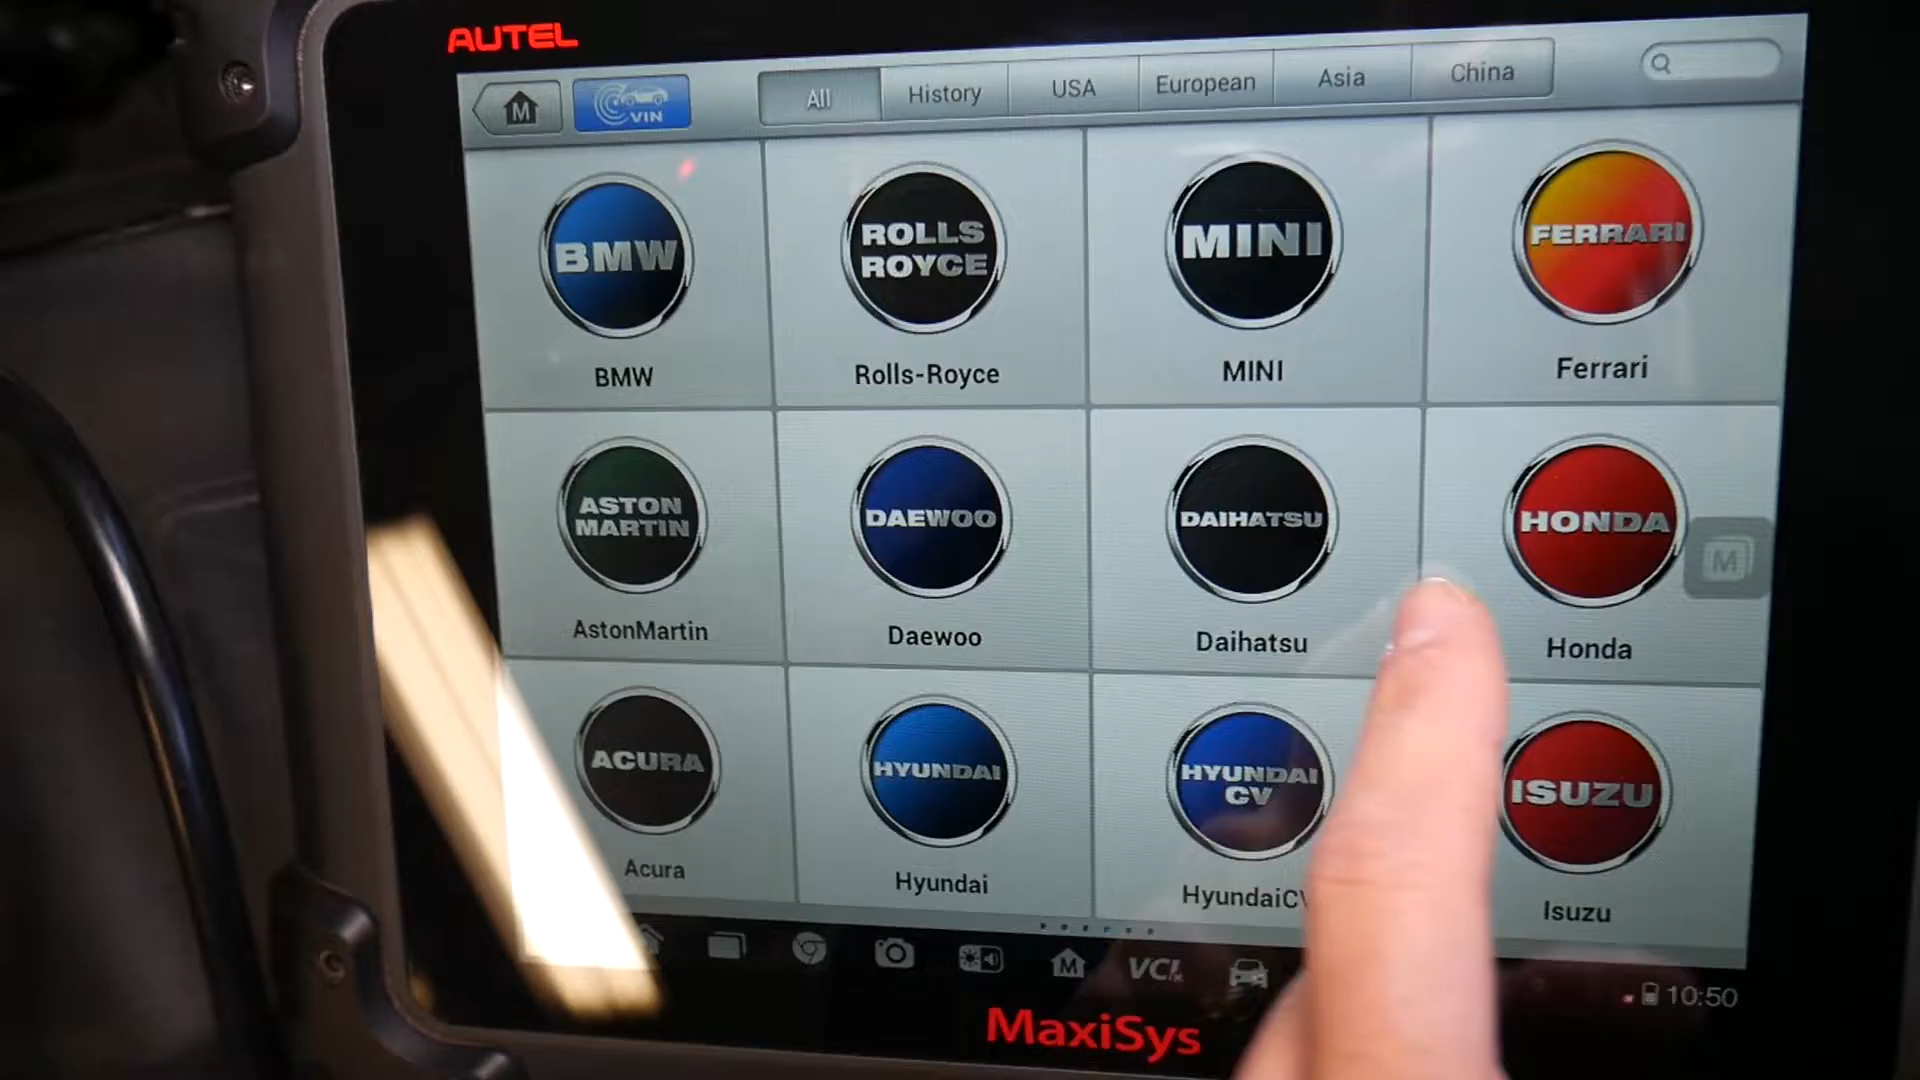 AUTEL
M
VIN
All
History
USA
European
Asia
China
BMW
ROLLS
ROYCE
MINI
FERRARI
BMW
Rolls-Royce
MINI
Ferrari
ASTON
MARTIN
DAEWOO
DAIHATSU
HONDA
M
AstonMartin
Daewoo
Daihatsu
Honda
ACURA
HYUNDAI
HYUNDAI
CV
ISUZU
Acura
Hyundai
HyundaiCV
Isuzu
M
VCI
10:50
MaxiSys